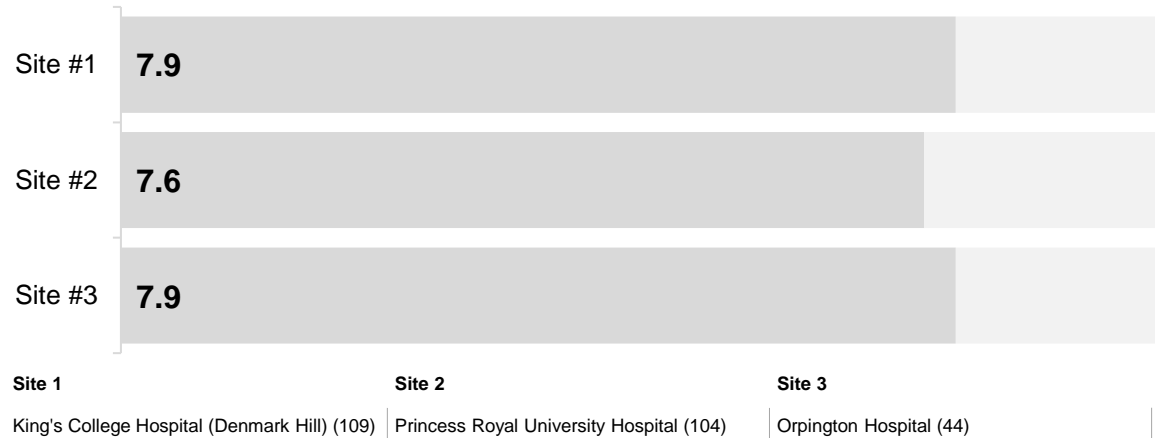 Site #1
7.9
Site #2
7.6
Site #3
7.9
Site 1 Site 2 Site 3
King's College Hospital (Denmark Hill) (109) Princess Royal University Hospital (104) Orpington Hospital (44)